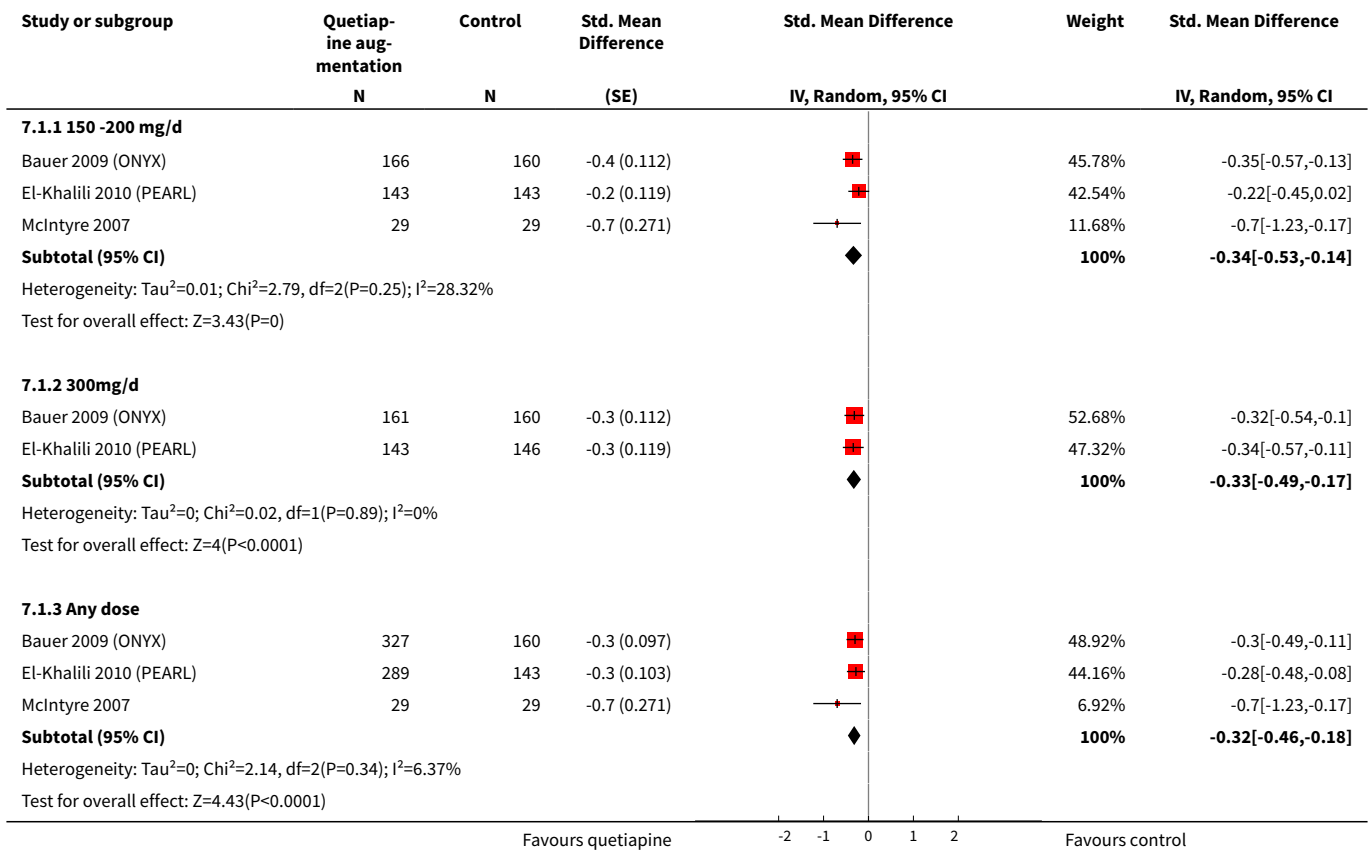 Study or subgroup Quetiap- Control Std. Mean Std. Mean Difference Weight Std. Mean Difference
ine aug- Difference
mentation
N N (SE) IV, Random, 95% CI IV, Random, 95% CI
7.1.1 150 -200 mg/d
Bauer 2009 (ONYX) 166 160 -0.4 (0.112) 45.78% -0.35[-0.57,-0.13]
El-Khalili 2010 (PEARL) 143 143 -0.2 (0.119) 42.54% -0.22[-0.45,0.02]
McIntyre 2007 29 29 -0.7 (0.271) 11.68% -0.7[-1.23,-0.17]
Subtotal (95% CI) 100% -0.34[-0.53,-0.14]
Heterogeneity: Tau²=0.01; Chi²=2.79, df=2(P=0.25); I²=28.32%
Test for overall effect: Z=3.43(P=0)
7.1.2 300mg/d
Bauer 2009 (ONYX) 161 160 -0.3 (0.112) 52.68% -0.32[-0.54,-0.1]
El-Khalili 2010 (PEARL) 143 146 -0.3 (0.119) 47.32% -0.34[-0.57,-0.11]
Subtotal (95% CI) 100% -0.33[-0.49,-0.17]
Heterogeneity: Tau²=0; Chi²=0.02, df=1(P=0.89); I²=0%
Test for overall effect: Z=4(P<0.0001)
7.1.3 Any dose
Bauer 2009 (ONYX) 327 160 -0.3 (0.097) 48.92% -0.3[-0.49,-0.11]
El-Khalili 2010 (PEARL) 289 143 -0.3 (0.103) 44.16% -0.28[-0.48,-0.08]
McIntyre 2007 29 29 -0.7 (0.271) 6.92% -0.7[-1.23,-0.17]
Subtotal (95% CI) 100% -0.32[-0.46,-0.18]
Heterogeneity: Tau²=0; Chi²=2.14, df=2(P=0.34); I²=6.37%
Test for overall effect: Z=4.43(P<0.0001)
Favours quetiapine -2 -1 0 1 2 Favours control